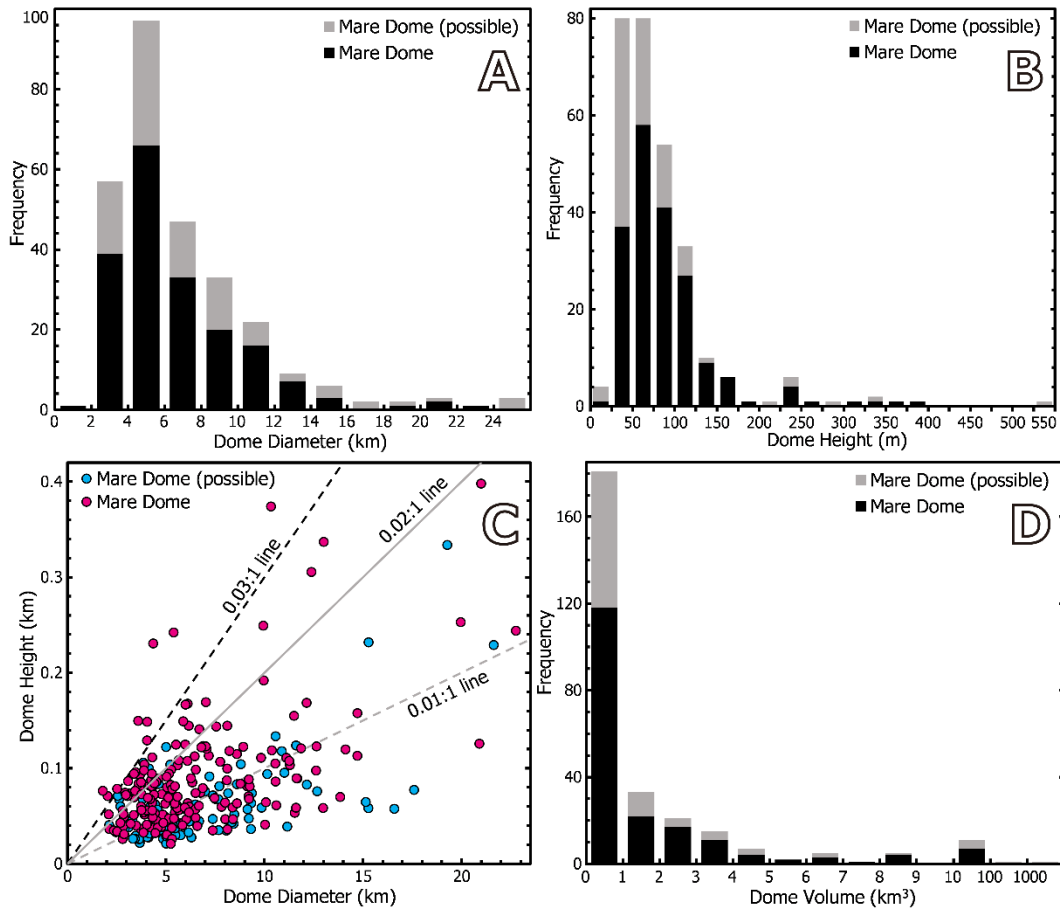 Mare Dome (possible)
Mare Dome
A
Frequency
0
20
40
60
80
100
0
2
4
6
8
10
12
14
16
18
20
22
24
Dome Diameter (km)
Mare Dome (possible)
Mare Dome
B
Frequency
0
20
40
60
80
0
50
75
100
150
200
250
300
350
400
500
550
Dome Height (m)
Mare Dome (possible)
Mare Dome
C
0.03:1 line
0.02:1 line
0.01:1 line
Dome Height (km)
0
0.1
0.2
0.3
0.4
0
5
10
15
20
Dome Diameter (km)
Mare Dome (possible)
Mare Dome
D
Frequency
0
40
80
120
160
0
1
2
3
4
5
6
7
8
9
10
100
1000
Dome Volume (km³)